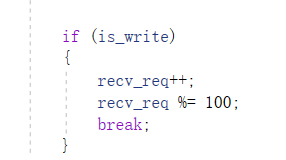 if (is_write)
{
recv_req++;
recv_req %= 100;
break;
}